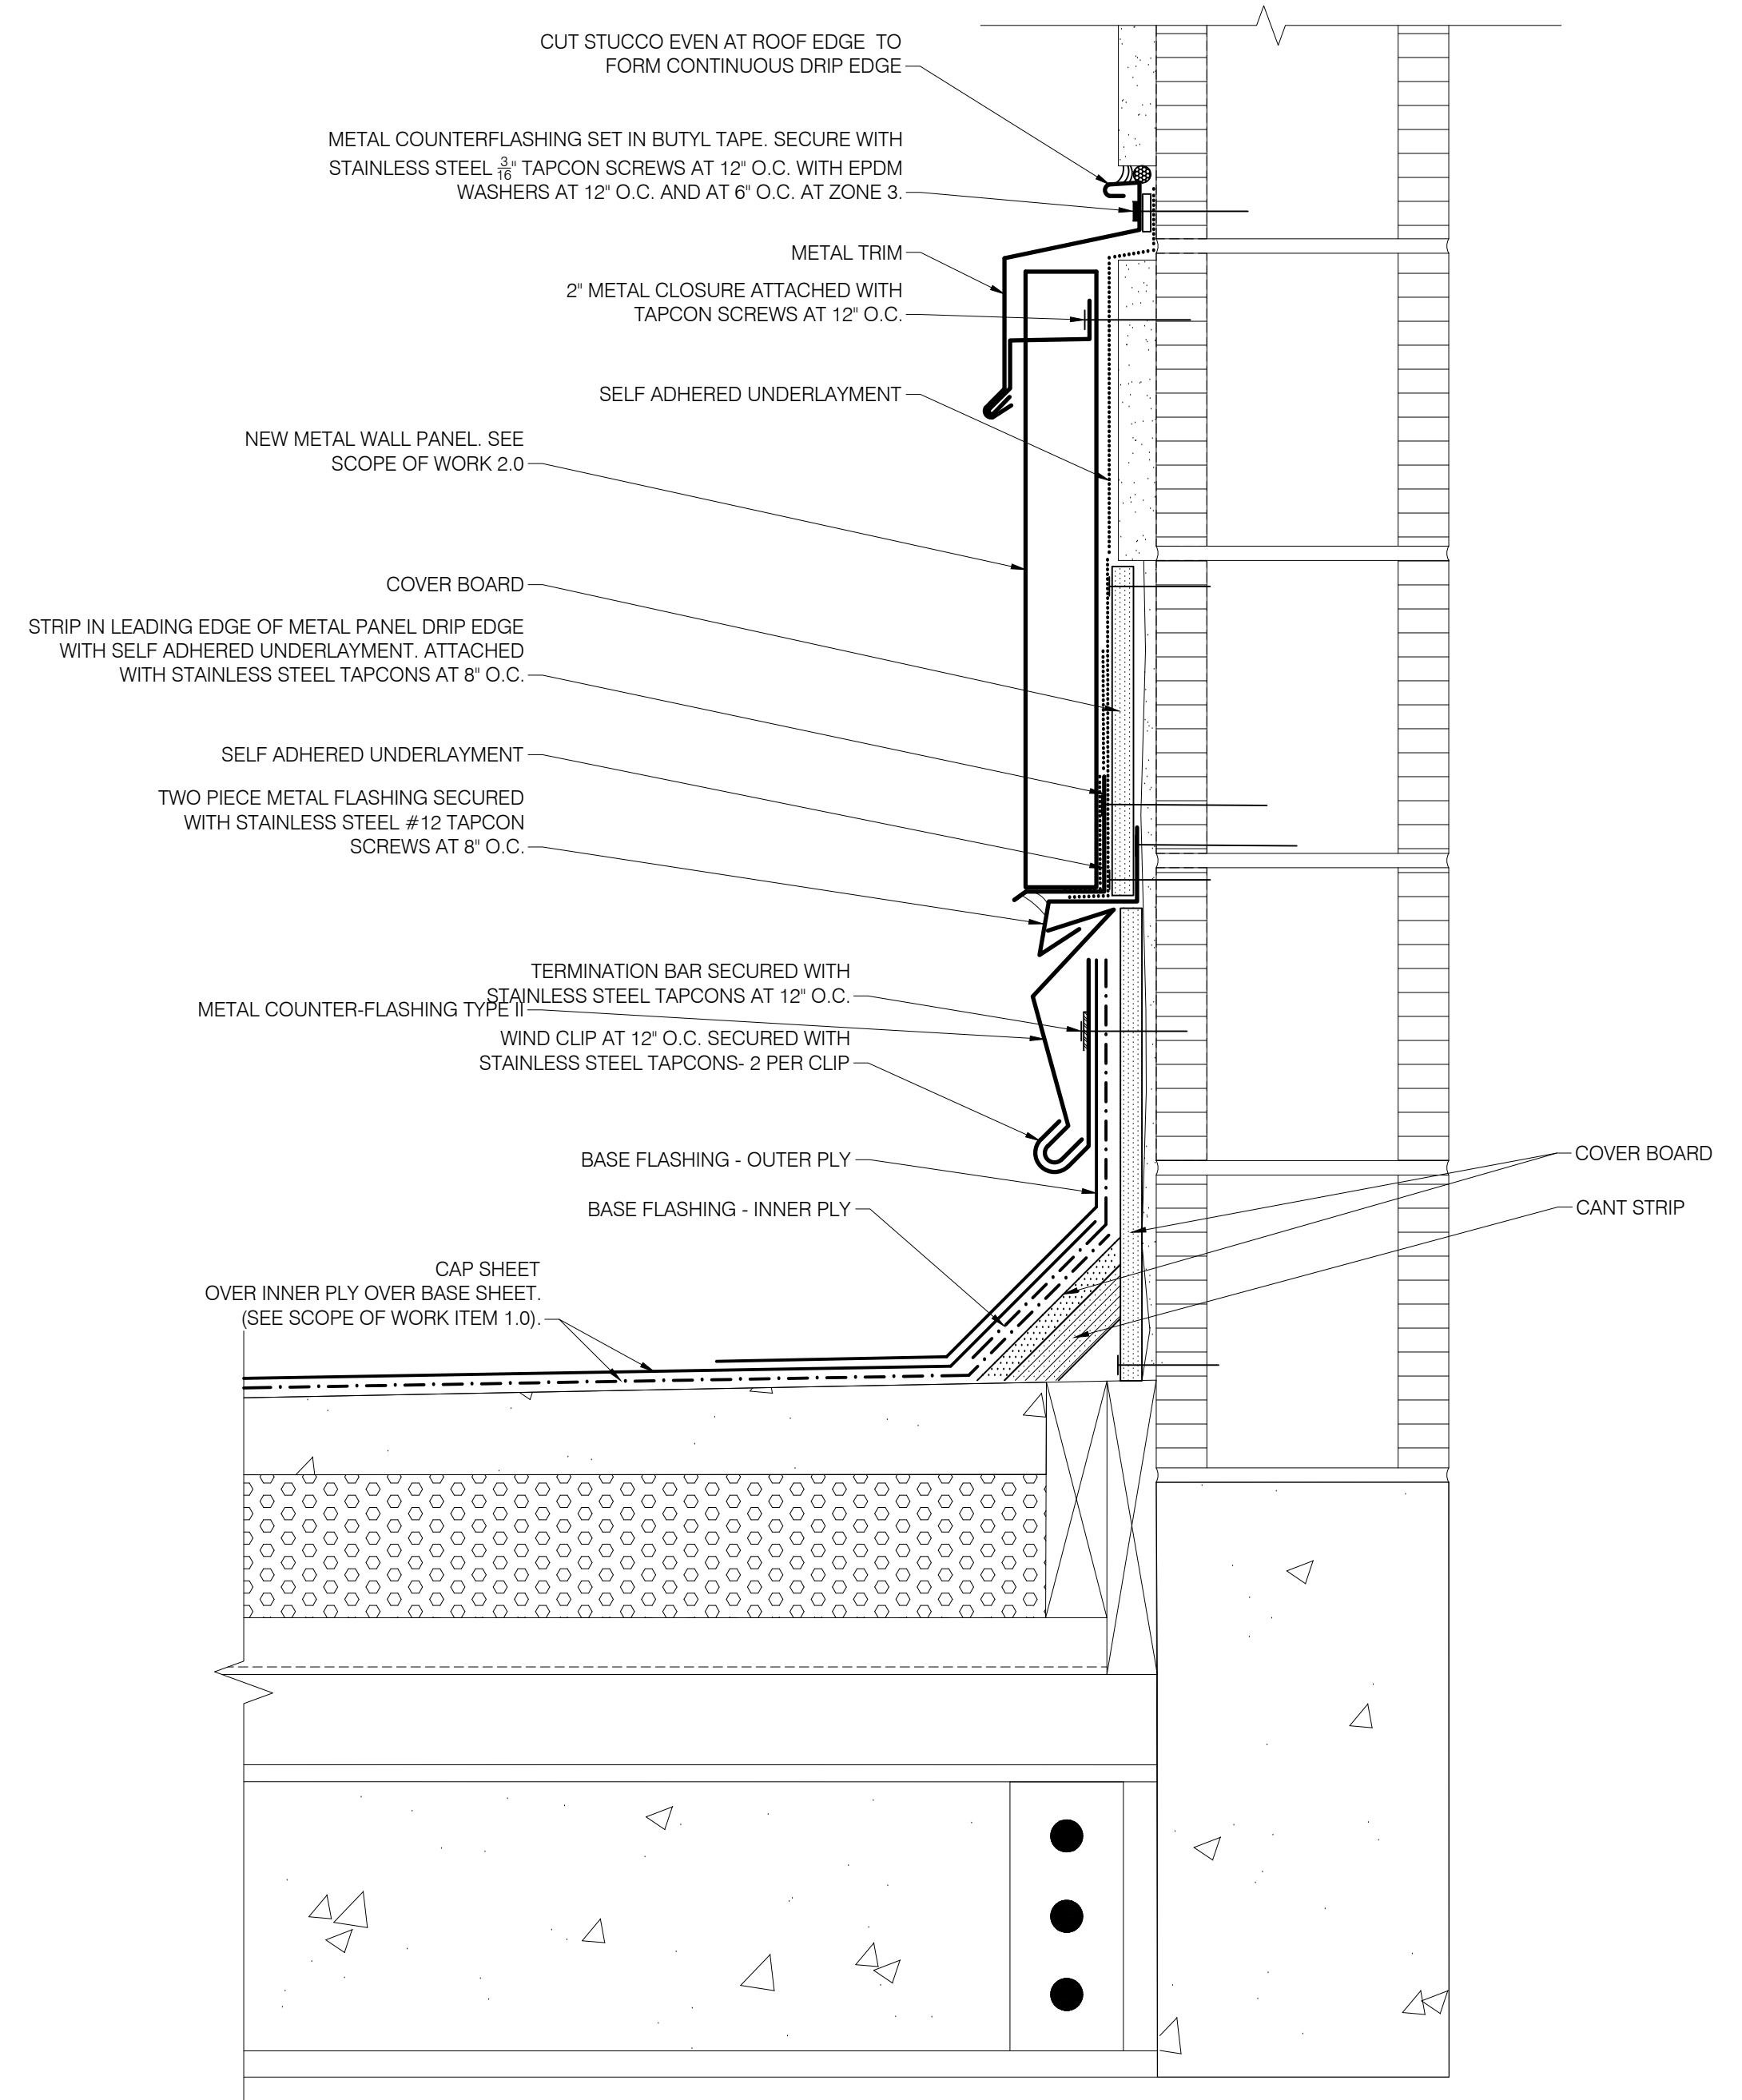 CUT STUCCO EVEN AT ROOF EDGE TO
FORM CONTINUOUS DRIP EDGE
METAL COUNTERFLASHING SET IN BUTYL TAPE. SECURE WITH
STAINLESS STEEL 3/16" TAPCON SCREWS AT 12" O.C. WITH EPDM
WASHERS AT 12" O.C. AND AT 6" O.C. AT ZONE 3.
METAL TRIM
2" METAL CLOSURE ATTACHED WITH
TAPCON SCREWS AT 12" O.C.
SELF ADHERED UNDERLAYMENT
NEW METAL WALL PANEL. SEE
SCOPE OF WORK 2.0
COVER BOARD
STRIP IN LEADING EDGE OF METAL PANEL DRIP EDGE
WITH SELF ADHERED UNDERLAYMENT. ATTACHED
WITH STAINLESS STEEL TAPCONS AT 8" O.C.
SELF ADHERED UNDERLAYMENT
TWO PIECE METAL FLASHING SECURED
WITH STAINLESS STEEL #12 TAPCON
SCREWS AT 8" O.C.
TERMINATION BAR SECURED WITH
STAINLESS STEEL TAPCONS AT 12" O.C.
METAL COUNTER-FLASHING TYPE II
WIND CLIP AT 12" O.C. SECURED WITH
STAINLESS STEEL TAPCONS- 2 PER CLIP
BASE FLASHING - OUTER PLY
COVER BOARD
BASE FLASHING - INNER PLY
CANT STRIP
CAP SHEET
OVER INNER PLY OVER BASE SHEET.
(SEE SCOPE OF WORK ITEM 1.0).